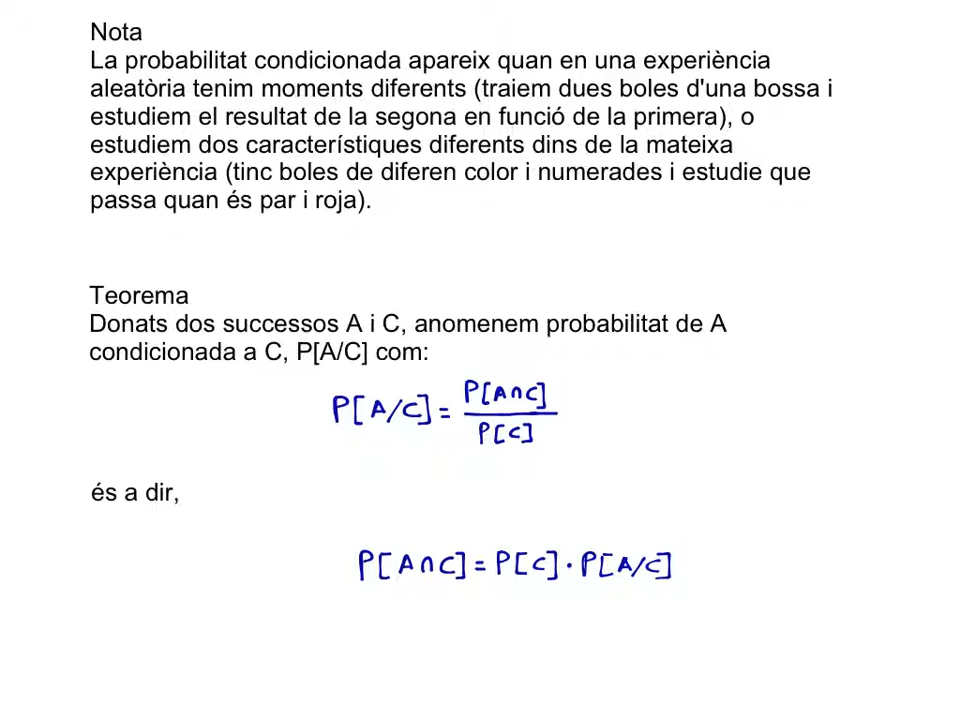 Nota
La probabilitat condicionada apareix quan en una experiència
aleatòria tenim moments diferents (traiem dues boles d'una bossa i
estudiem el resultat de la segona en funció de la primera), o
estudiem dos característiques diferents dins de la mateixa
experiència (tinc boles de diferen color i numerades i estudie que
passa quan és par i roja).
Teorema
Donats dos successos A i C, anomenem probabilitat de A
condicionada a C, P[A/C] com:
P[A/C] = P[A∩C] / P[C]
és a dir,
P[A∩C] = P[C] · P[A/C]